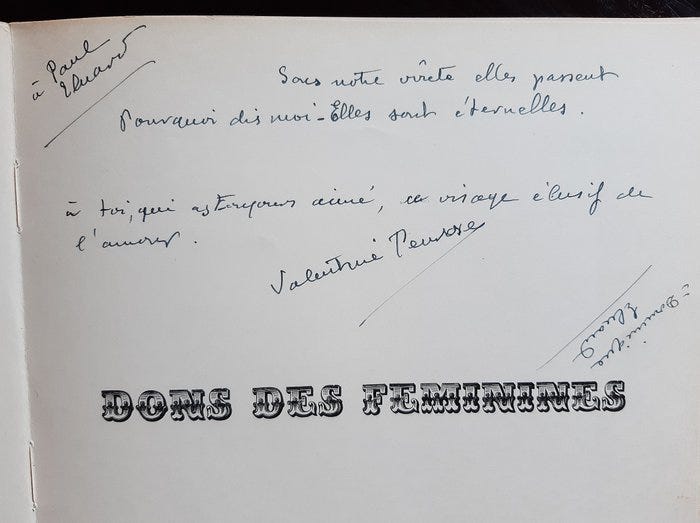 à Paul
Eluard
Sous notre elles passent
Pourquoi dis moi - Elles sont éternelles.
à toi, qui as toujours aimé, ce visage élusif de
l'amour.
Valentine Penrose
à Dominique
Eluard
DONS DES FEMININES